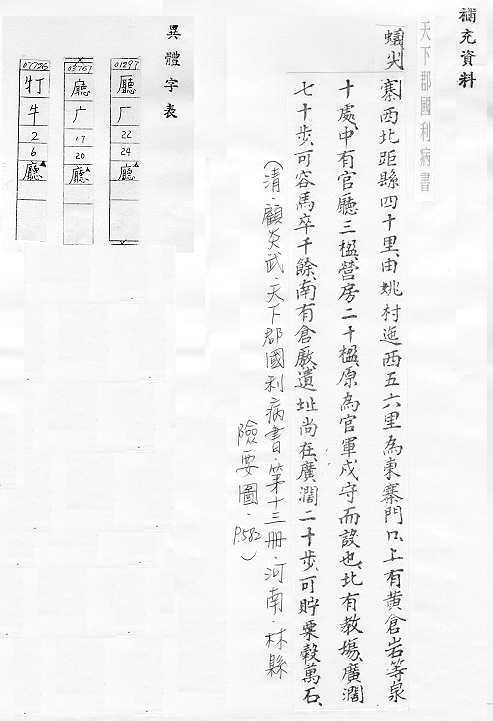 補充資料
天下郡國利病書
蟻尖寨西北距縣四十里、由姚村迤西五六里為東寨門口、上有黃倉岩等泉
十處、中有官廳三楹、營房二十楹、原為官軍戍守而設也、北有教場、廣濶
七十步、可容馬卒千餘、南有倉厫遺址尚在、廣濶二十步、可貯粟穀萬石、
(清．顧炎武．天下郡國利病書．第十三冊．河南．林縣
險要圖．P.582)
異體字表
01297
廳
厂
22
24
廳
03767
广
17
20
廳
07726
牛
2
6
廳